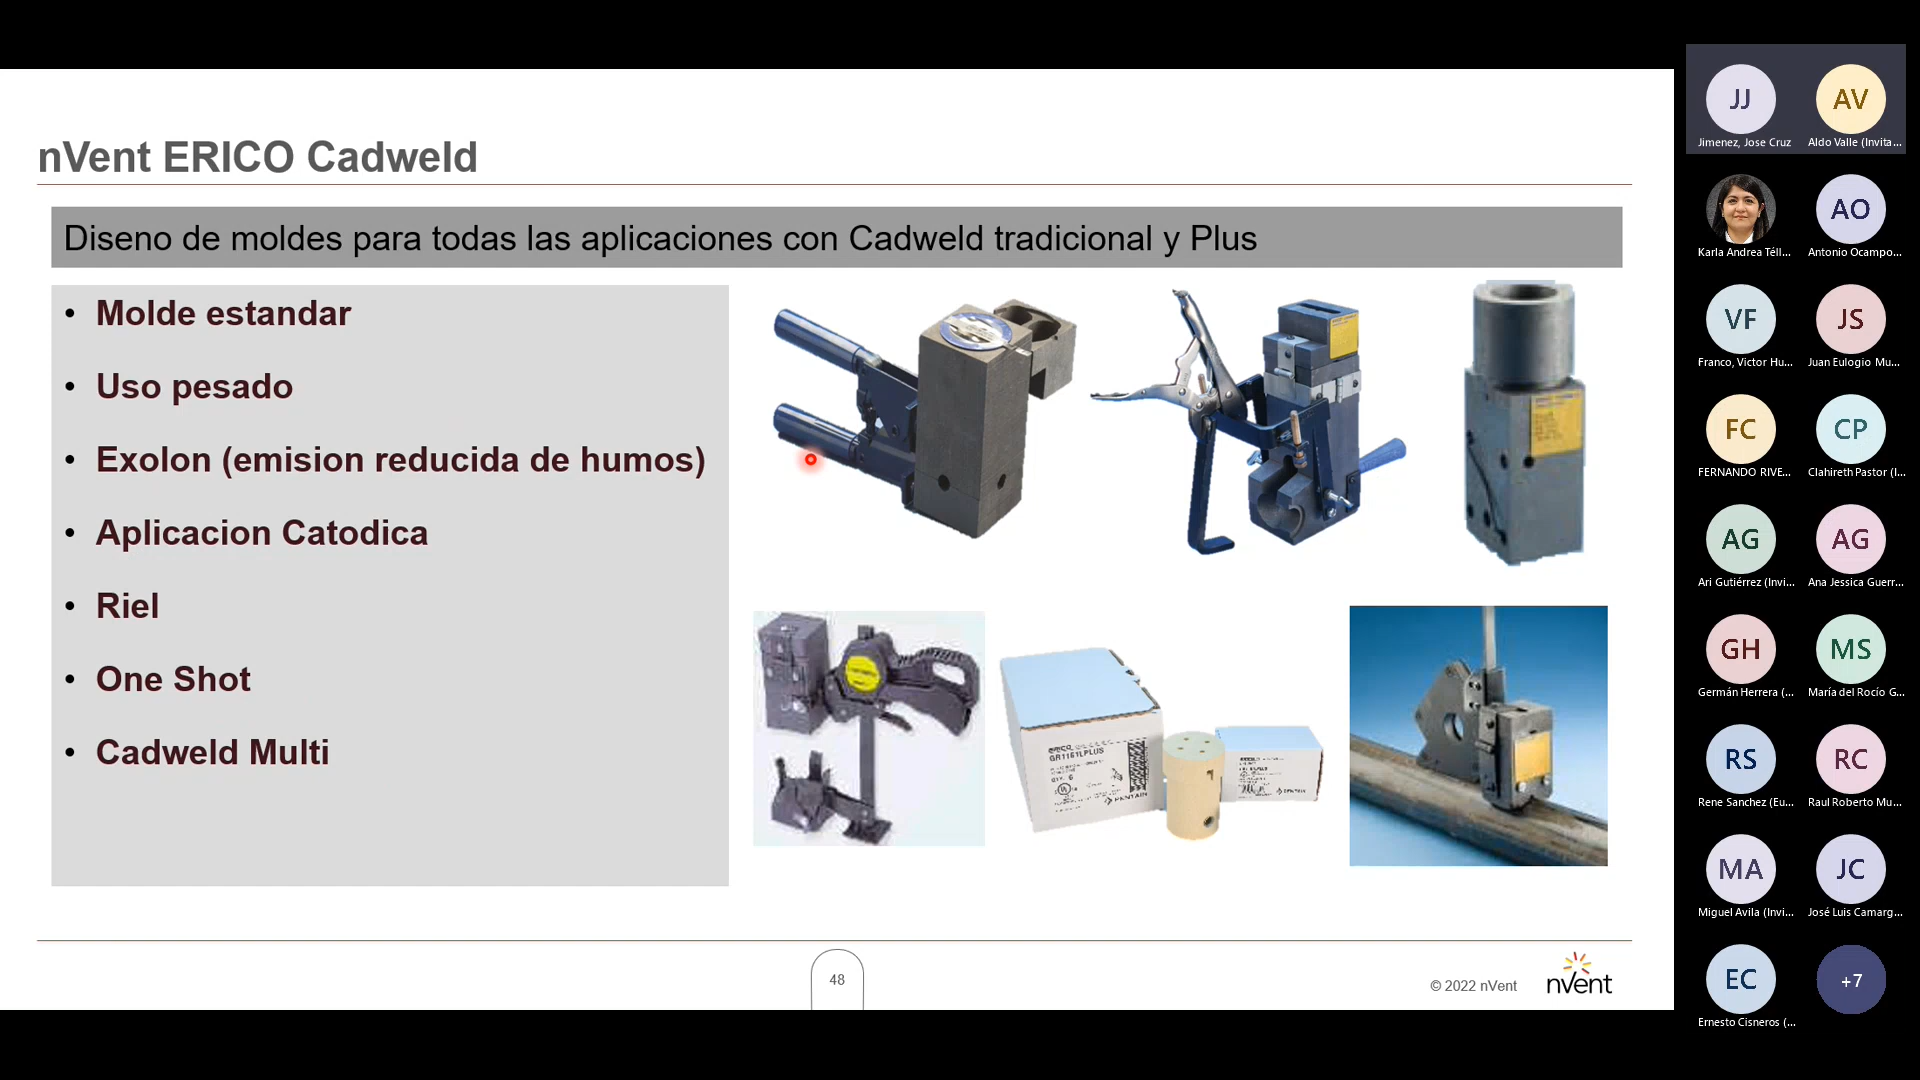 nVent ERICO Cadweld
Diseno de moldes para todas las aplicaciones con Cadweld tradicional y Plus
• Molde estandar
• Uso pesado
• Exolon (emision reducida de humos)
• Aplicacion Catodica
• Riel
• One Shot
• Cadweld Multi
ERICO
GR1161LPLUS
QTY. 6
PENTAIR
48
© 2022 nVent
nVent
JJ
Jimenez, Jose Cruz
AV
Aldo Valle (Invita...
Karla Andrea Téll...
AO
Antonio Ocampo...
VF
Franco, Victor Hu...
JS
Juan Eulogio Mu...
FC
FERNANDO RIVE...
CP
Clahireth Pastor (I...
AG
Ari Gutiérrez (Invi...
AG
Ana Jessica Guerr...
GH
Germán Herrera (...
MS
María del Rocío G...
RS
Rene Sanchez (Eu...
RC
Raul Roberto Mu...
MA
Miguel Avila (Invi...
JC
José Luis Camarg...
EC
Ernesto Cisneros (...
+7